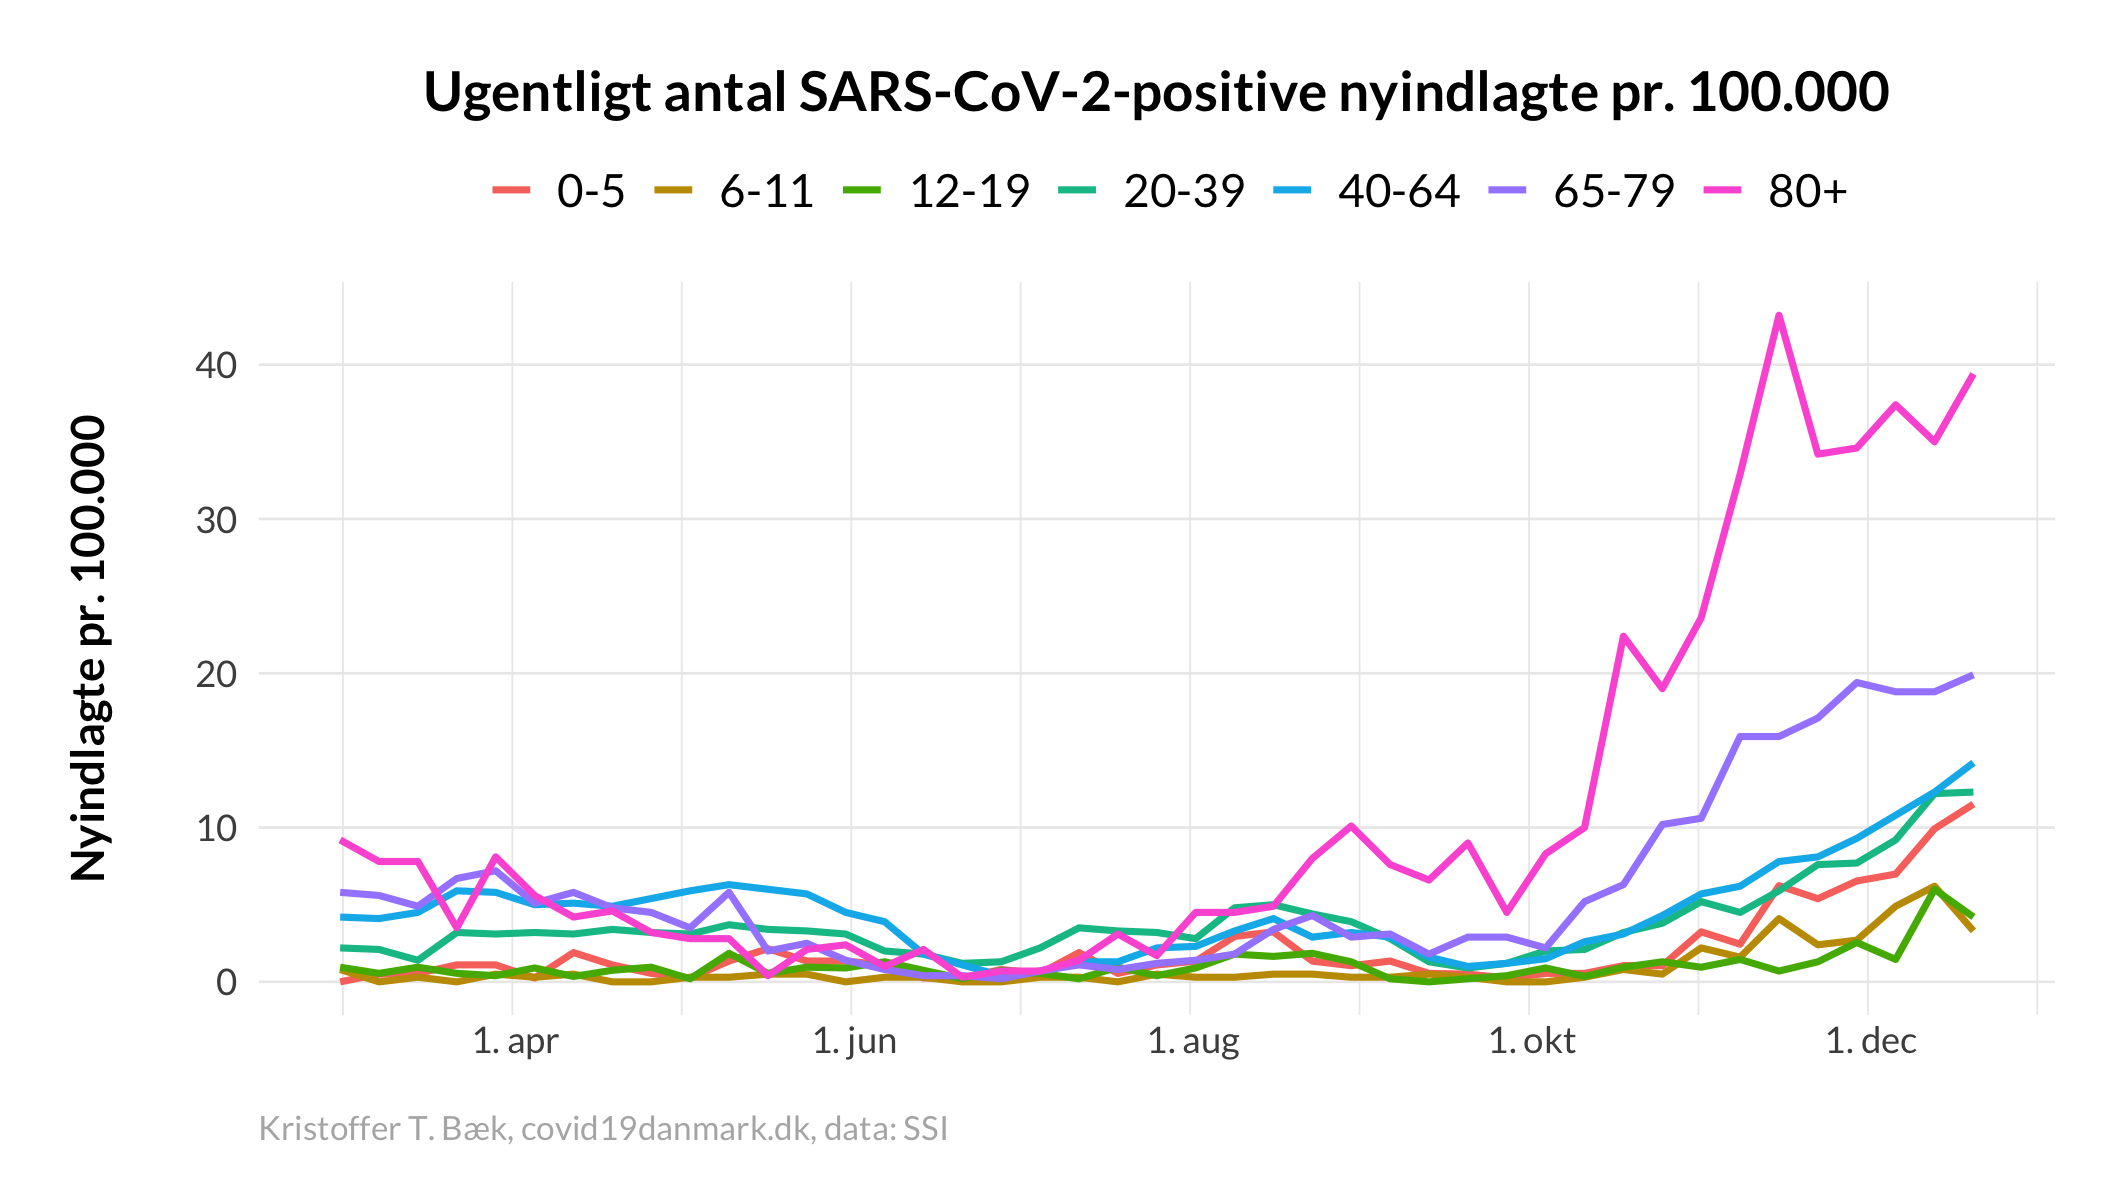 Ugentligt antal SARS-CoV-2-positive nyindlagte pr. 100.000
0-5 6-11 12-19 20-39 40-64 65-79 80+
Nyindlagte pr. 100.000
40
30
20
10
0
1. apr 1. jun 1. aug 1. okt 1. dec
Kristoffer T. Bæk, covid19danmark.dk, data: SSI